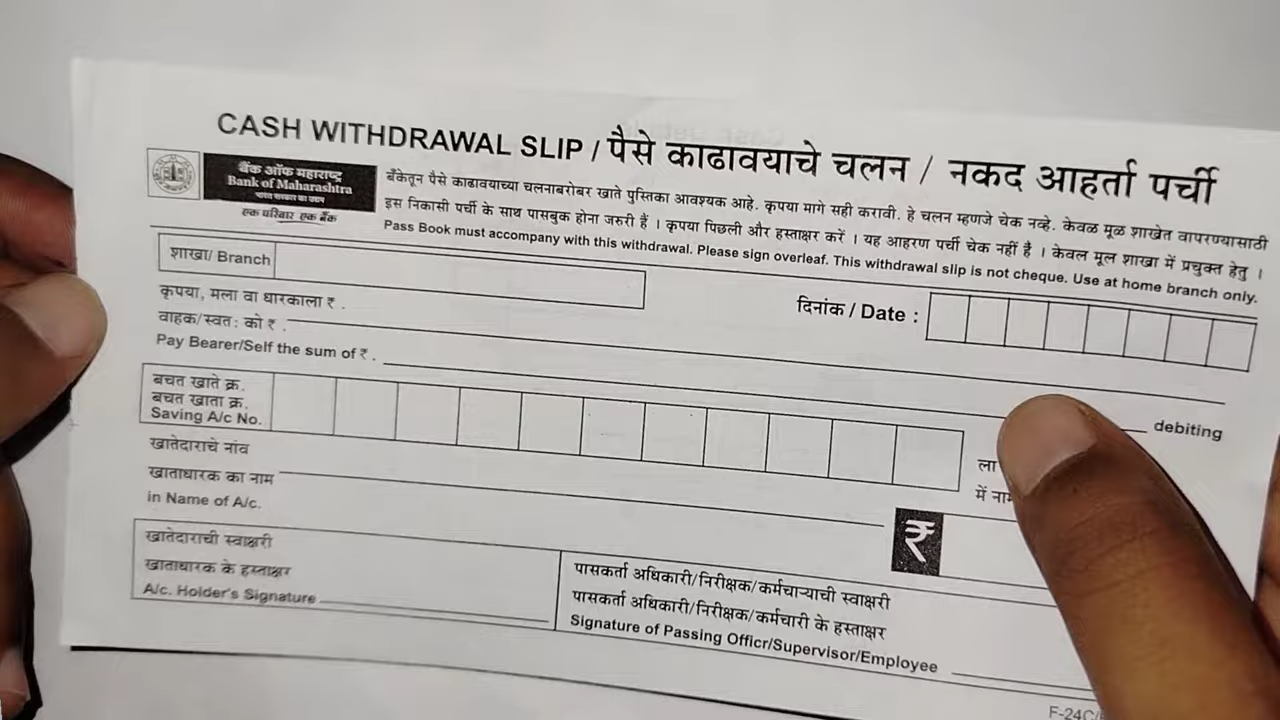 CASH WITHDRAWAL SLIP / पैसे काढावयाचे चलन / नकद आहर्ता पर्ची
बैंक ऑफ महाराष्ट्र
Bank of Maharashtra
भारत सरकार का उद्यम
एक परिवार एक बैंक
बँकेतून पैसे काढावयाच्या चलनाबरोबर खाते पुस्तिका आवश्यक आहे. कृपया मागे सही करावी. हे चलन म्हणजे चेक नव्हे. केवळ मूळ शाखेत वापरण्यासाठी
इस निकासी पर्ची के साथ पासबुक होना जरुरी हैं । कृपया पिछली और हस्ताक्षर करें । यह आहरण पर्ची चेक नहीं है । केवल मूल शाखा में प्रचुक्त हेतु ।
Pass Book must accompany with this withdrawal. Please sign overleaf. This withdrawal slip is not cheque. Use at home branch only.
शाखा/ Branch
दिनांक / Date :
कृपया, मला वा धारकाला ₹ .
वाहक/स्वत: को ₹ .
Pay Bearer/Self the sum of ₹ .
debiting
बचत खाते क्र.
बचत खाता क्र.
Saving A/c No.
ला
में नाम
खातेदाराचे नांव
खाताधारक का नाम
in Name of A/c.
₹
खातेदाराची स्वाक्षरी
खाताधारक के हस्ताक्षर
A/c. Holder's Signature
पासकर्ता अधिकारी/निरीक्षक/कर्मचाऱ्याची स्वाक्षरी
पासकर्ता अधिकारी/निरीक्षक/कर्मचारी के हस्ताक्षर
Signature of Passing Officr/Supervisor/Employee
F-24C/